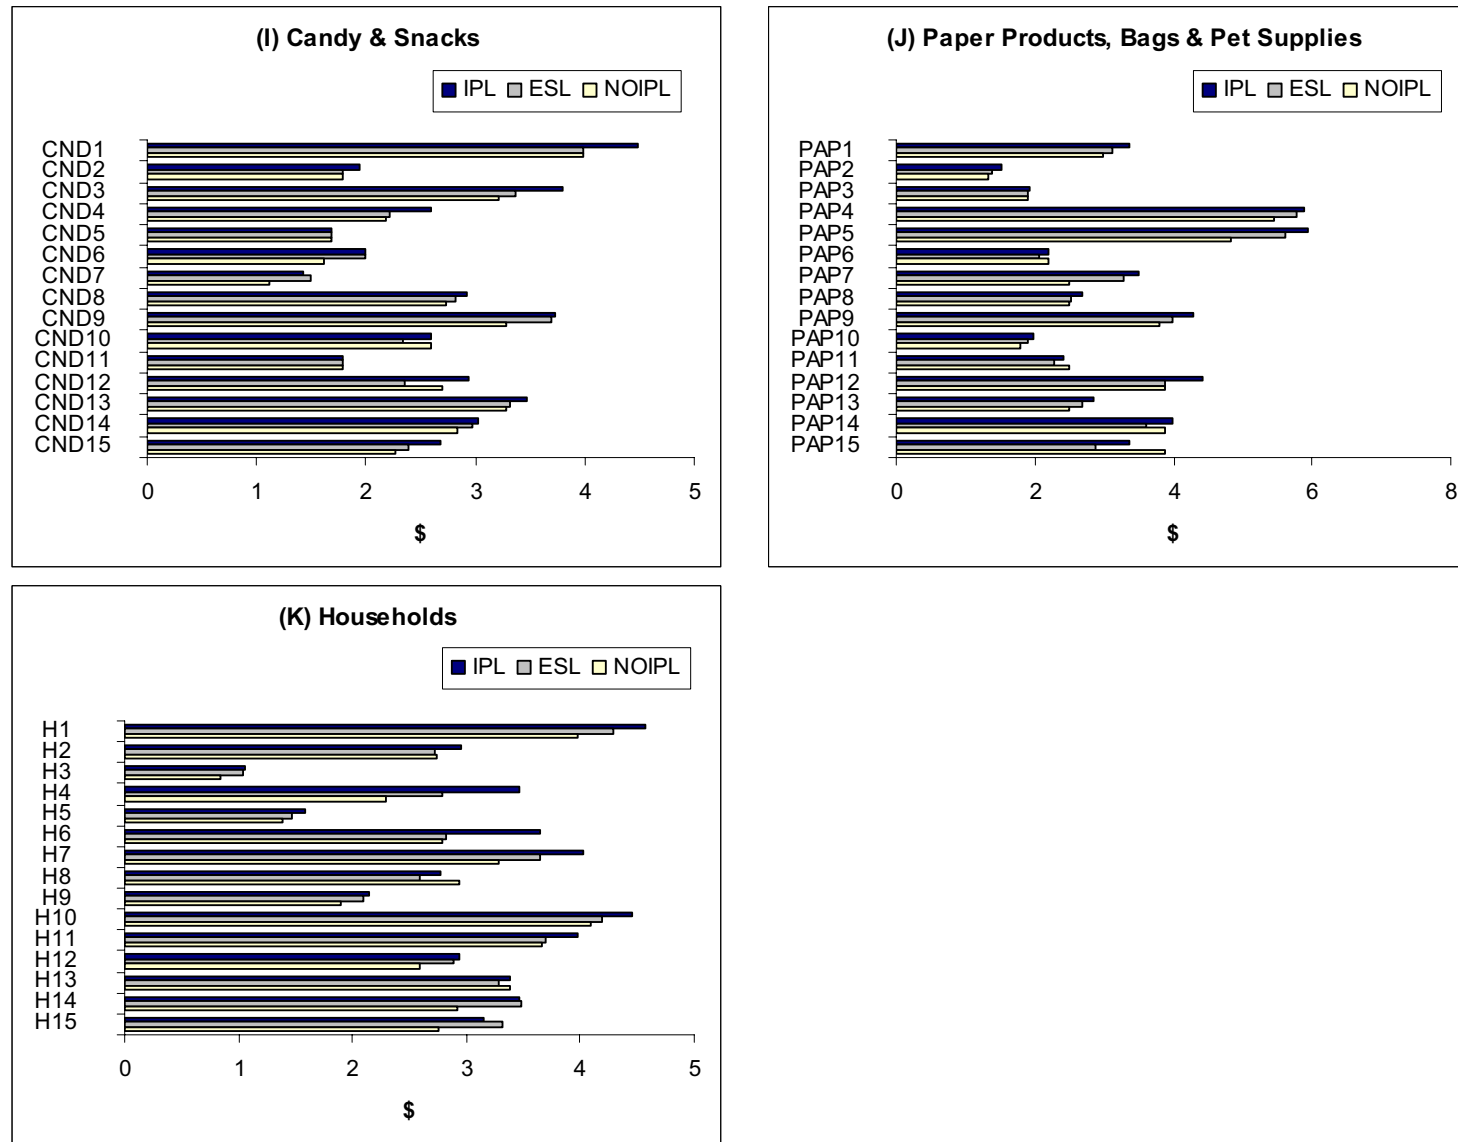 (I) Candy & Snacks
IPL ESL NOIPL
CND1
CND2
CND3
CND4
CND5
CND6
CND7
CND8
CND9
CND10
CND11
CND12
CND13
CND14
CND15
0 1 2 3 4 5
$
(J) Paper Products, Bags & Pet Supplies
IPL ESL NOIPL
PAP1
PAP2
PAP3
PAP4
PAP5
PAP6
PAP7
PAP8
PAP9
PAP10
PAP11
PAP12
PAP13
PAP14
PAP15
0 2 4 6 8
$
(K) Households
IPL ESL NOIPL
H1
H2
H3
H4
H5
H6
H7
H8
H9
H10
H11
H12
H13
H14
H15
0 1 2 3 4 5
$